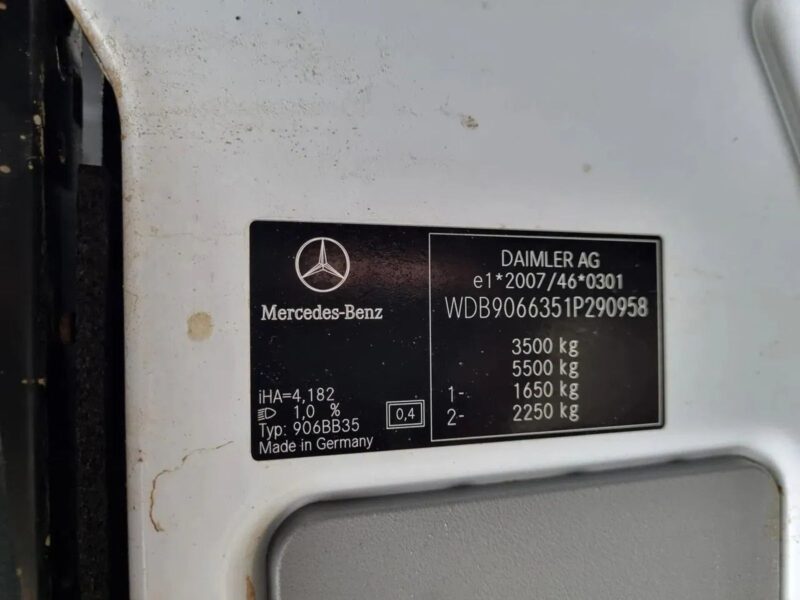 Mercedes-Benz
iHA=4,182
1,0 %
Typ: 906BB35
Made in Germany
0,4
DAIMLER AG
e1*2007/46*0301
WDB9066351P290958
3500 kg
5500 kg
1- 1650 kg
2- 2250 kg